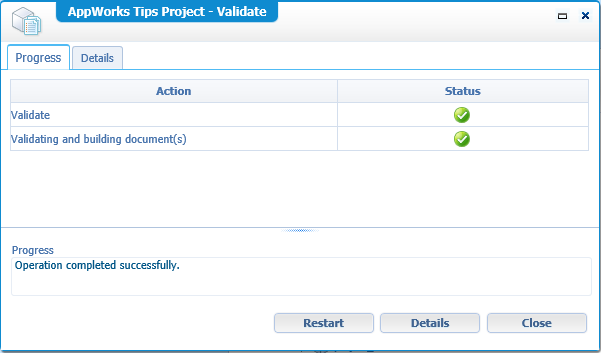 AppWorks Tips Project - Validate
Progress
Details
Action
Status
Validate
Validating and building document(s)
Progress
Operation completed successfully.
Restart
Details
Close